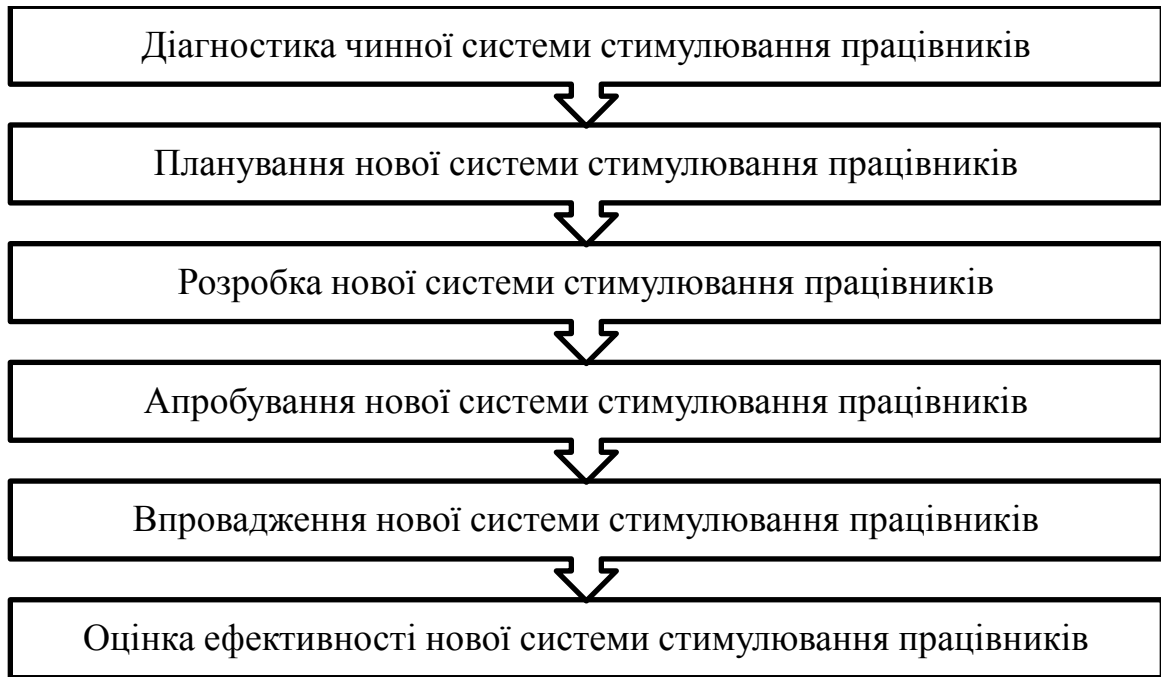 Діагностика чинної системи стимулювання працівників
Планування нової системи стимулювання працівників
Розробка нової системи стимулювання працівників
Апробування нової системи стимулювання працівників
Впровадження нової системи стимулювання працівників
Оцінка ефективності нової системи стимулювання працівників